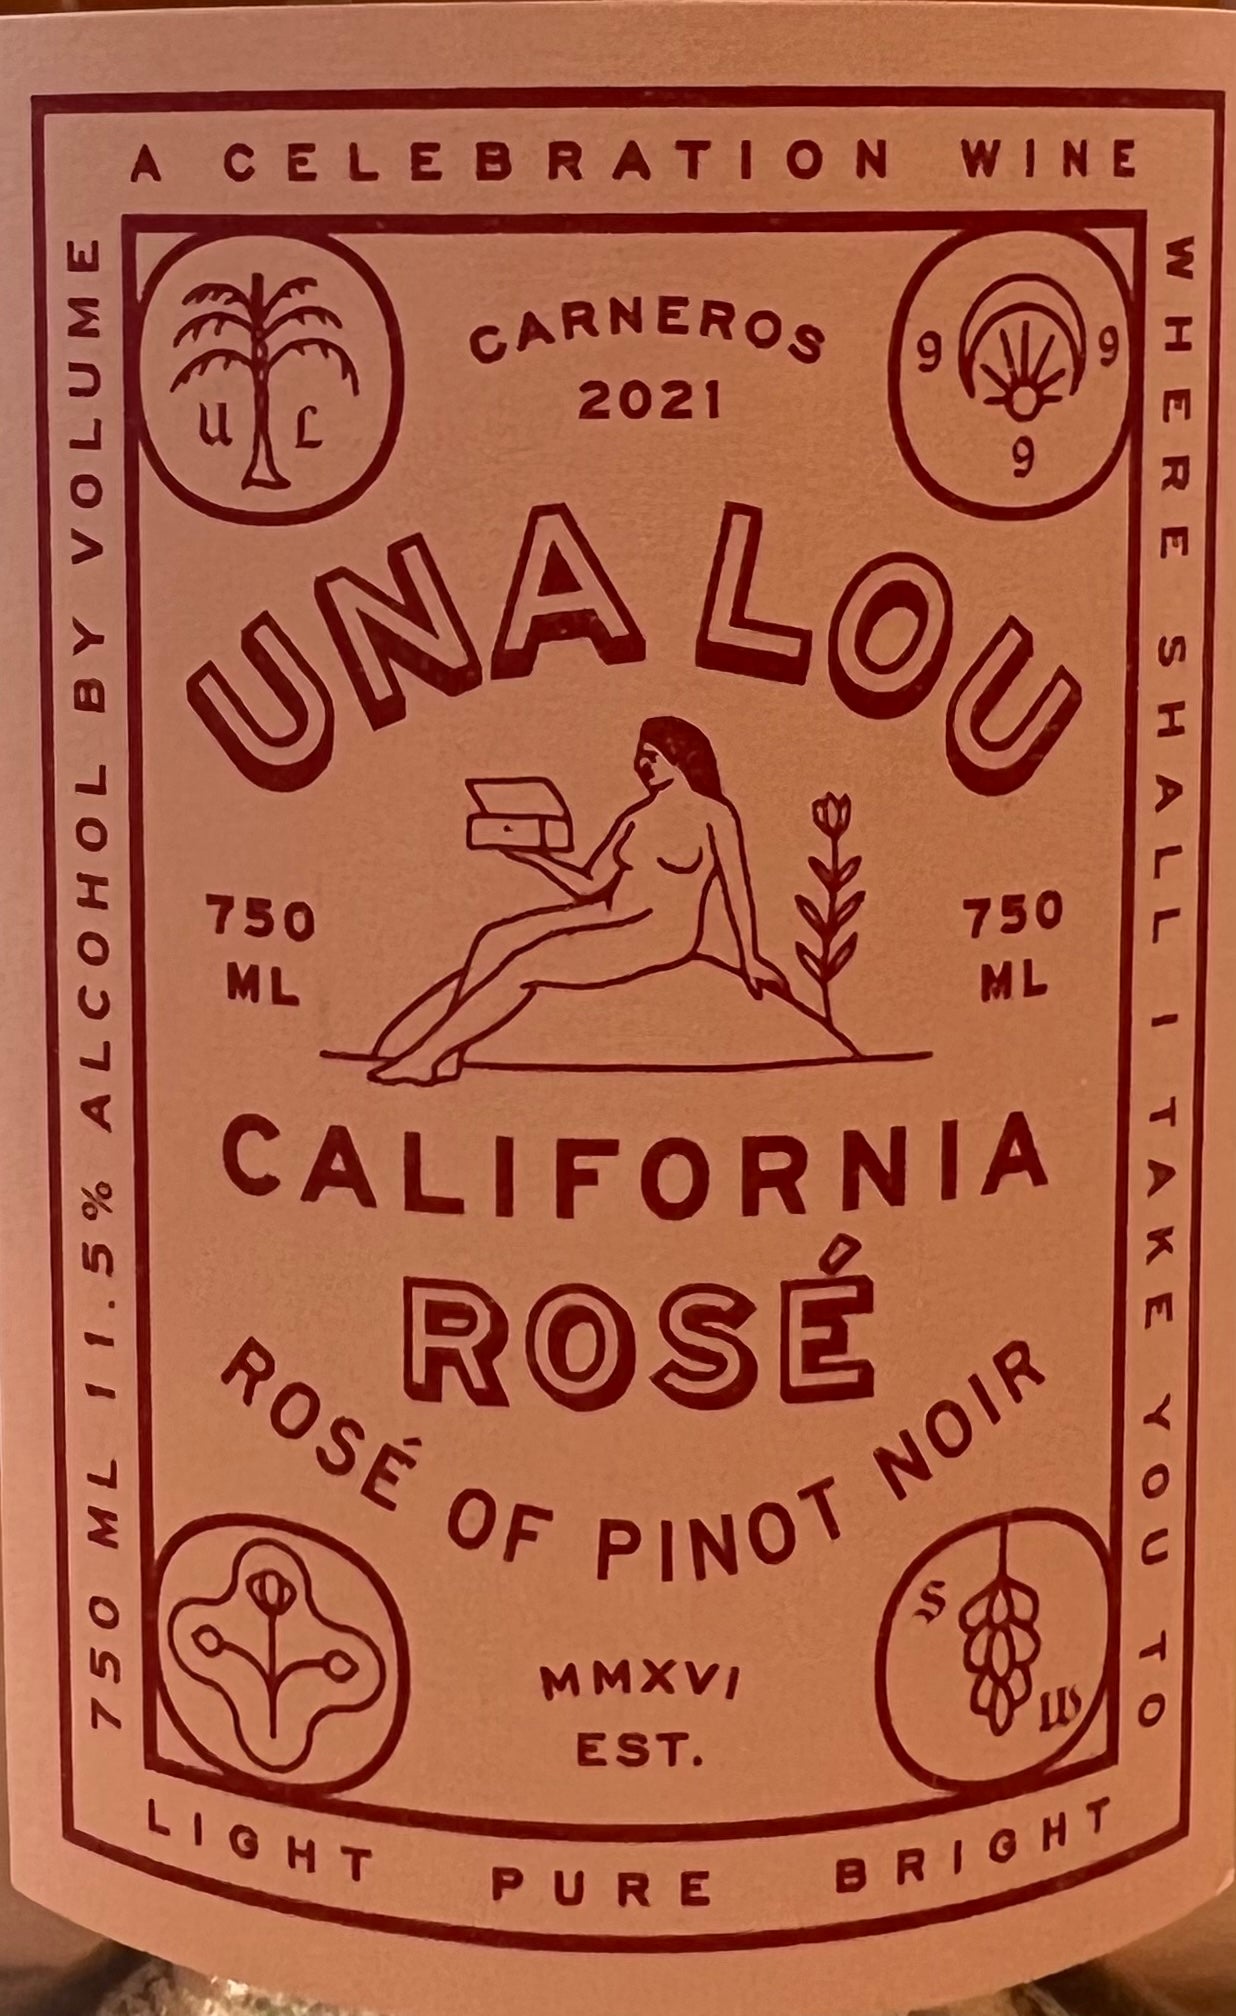 A CELEBRATION WINE
U L
CARNEROS
2021
9 9
9
UNA LOU
750
ML
750
ML
CALIFORNIA
ROSÉ
ROSÉ OF PINOT NOIR
S
W
MMXVI
EST.
LIGHT PURE BRIGHT
750 ML 11.5% ALCOHOL BY VOLUME
WHERE SHALL I TAKE YOU TO